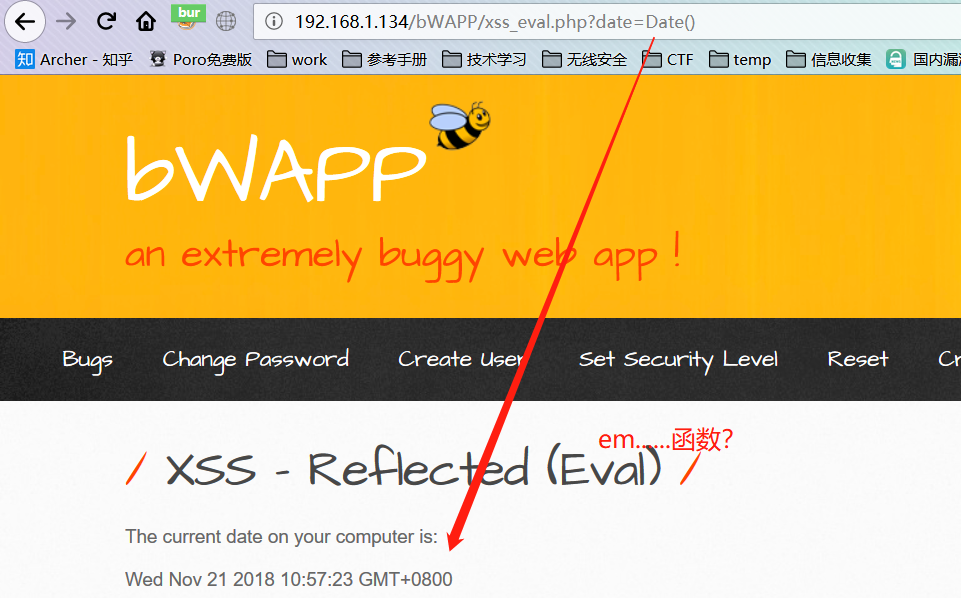 bur
192.168.1.134/bWAPP/xss_eval.php?date=Date()
知 Archer - 知乎 Poro免费版 work 参考手册 技术学习 无线安全 CTF temp 信息收集 国内漏
bWAPP
an extremely buggy web app !
Bugs Change Password Create User Set Security Level Reset Cr
em......函数?
/ XSS - Reflected (Eval) /
The current date on your computer is:
Wed Nov 21 2018 10:57:23 GMT+0800